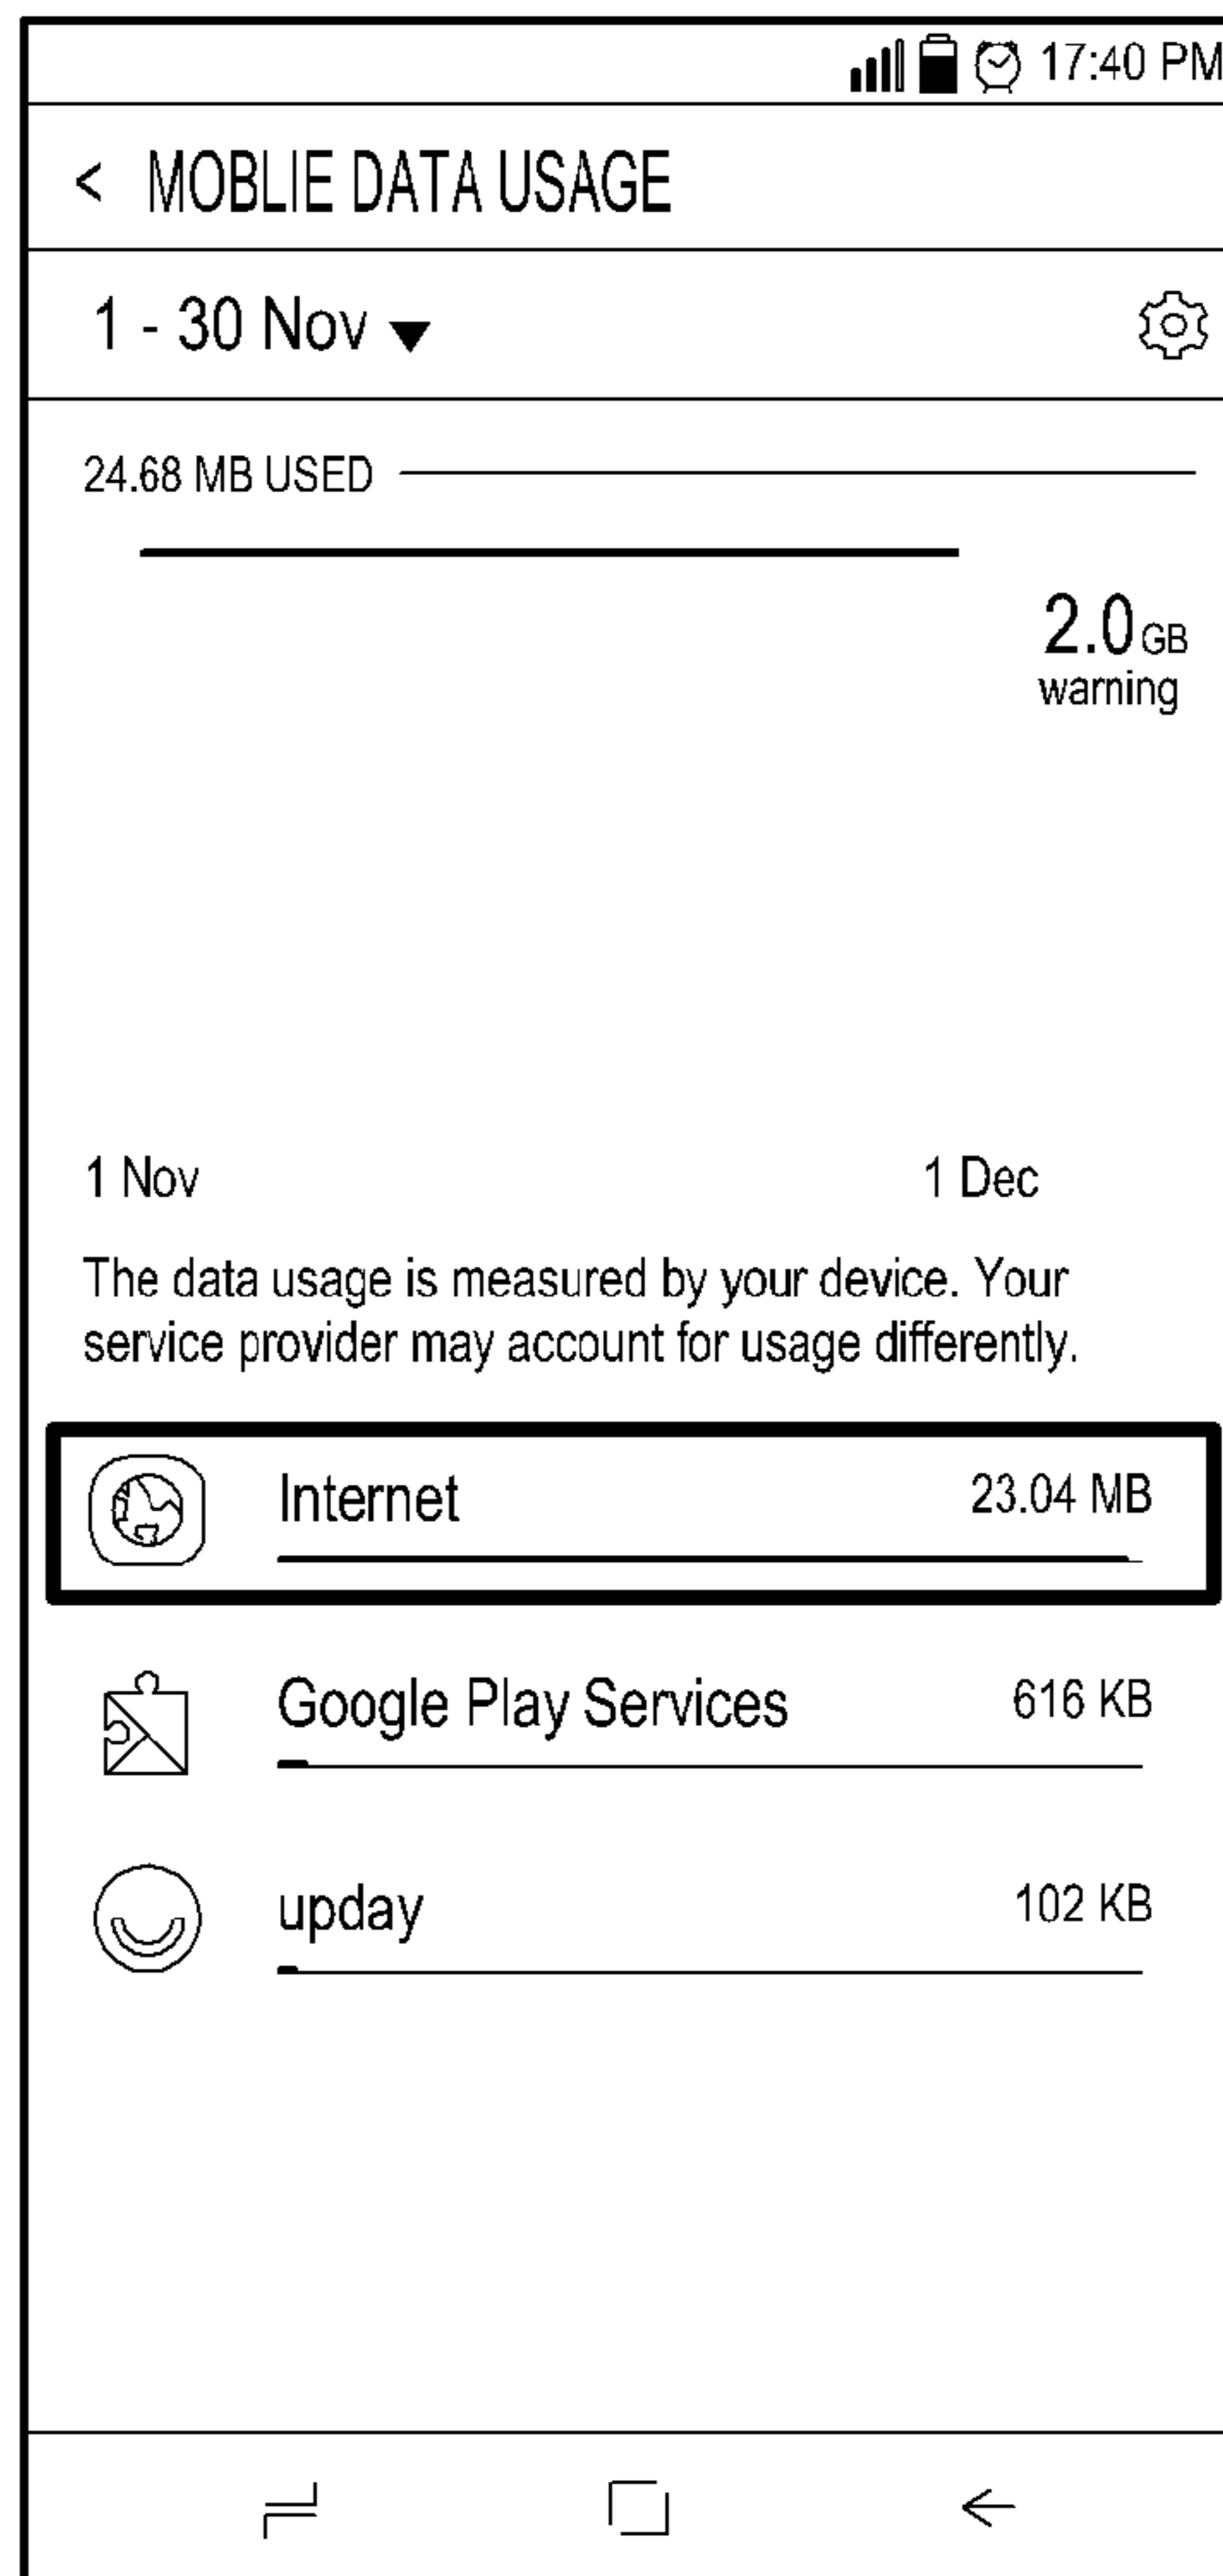 17:40 PM
< MOBLIE DATA USAGE
1 - 30 Nov ▼
24.68 MB USED
2.0 GB
warning
1 Nov 1 Dec
The data usage is measured by your device. Your
service provider may account for usage differently.
Internet 23.04 MB
Google Play Services 616 KB
upday 102 KB